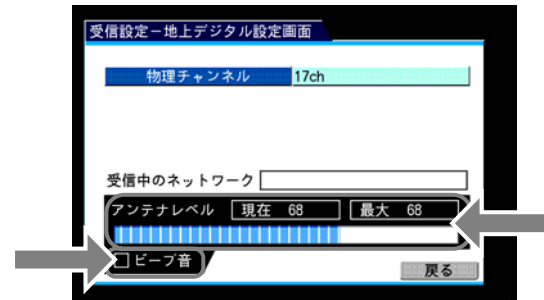 受信設定－地上デジタル設定画面
物理チャンネル 17ch
受信中のネットワーク
アンテナレベル 現在 68 最大 68
ビープ音
戻る